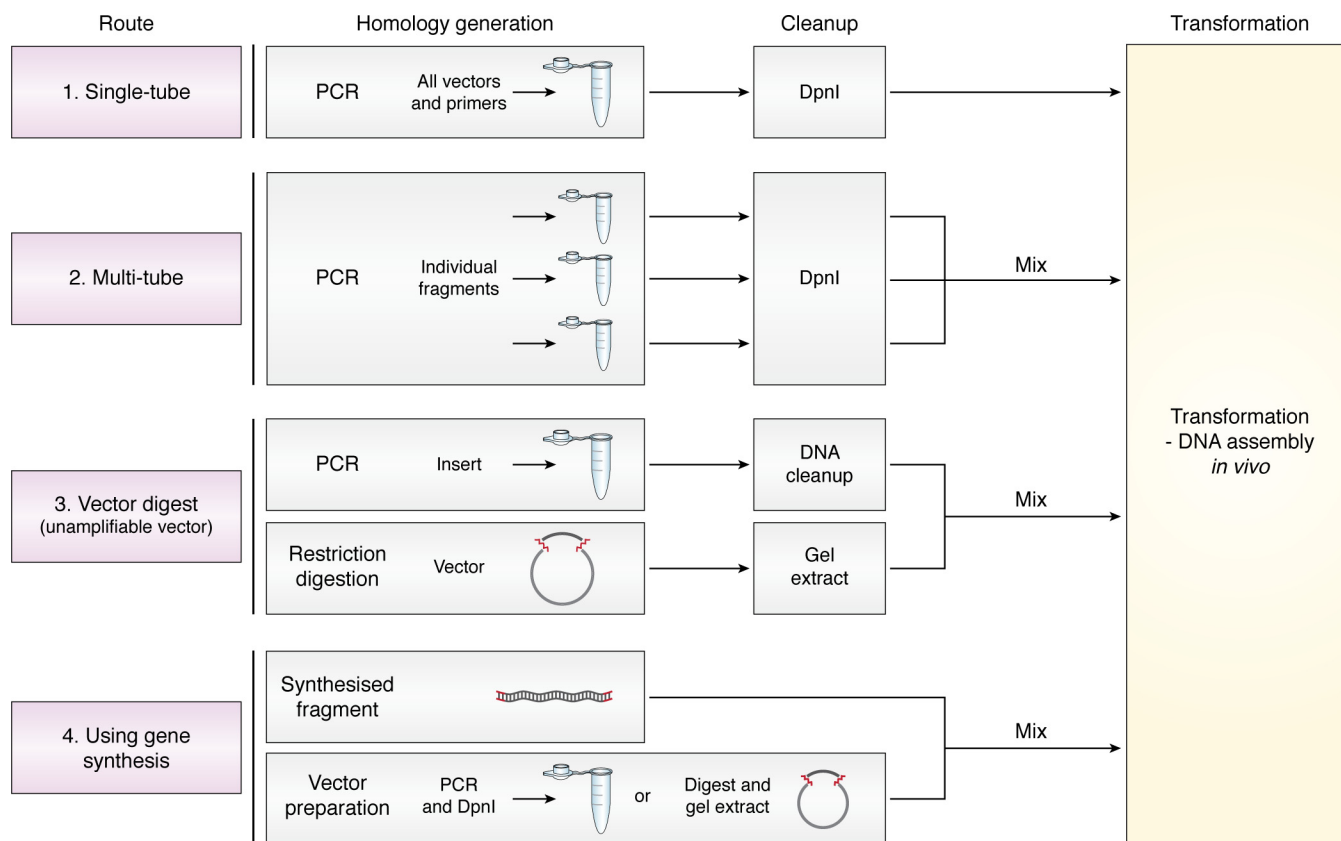 Route
Homology generation
Cleanup
Transformation
1. Single-tube
PCR
All vectors
and primers
DpnI
2. Multi-tube
PCR
Individual
fragments
DpnI
Mix
3. Vector digest
(unamplifiable vector)
PCR
Insert
DNA
cleanup
Restriction
digestion
Vector
Gel
extract
Mix
4. Using gene
synthesis
Synthesised
fragment
Vector
preparation
PCR
and DpnI
or
Digest and
gel extract
Mix
Transformation
- DNA assembly
in vivo